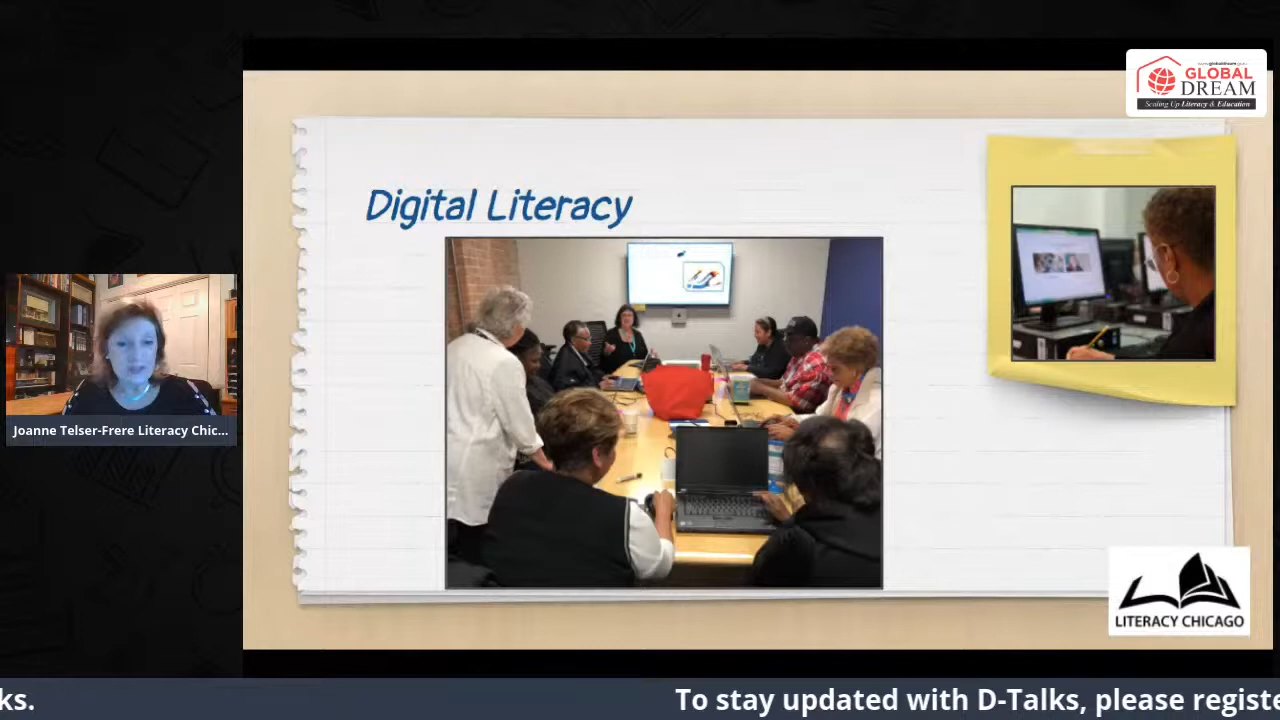 GLOBAL
DREAM
Scaling Up Literacy & Education
Digital Literacy
Joanne Telser-Frere Literacy Chic...
LITERACY CHICAGO
ks.
To stay updated with D-Talks, please registe